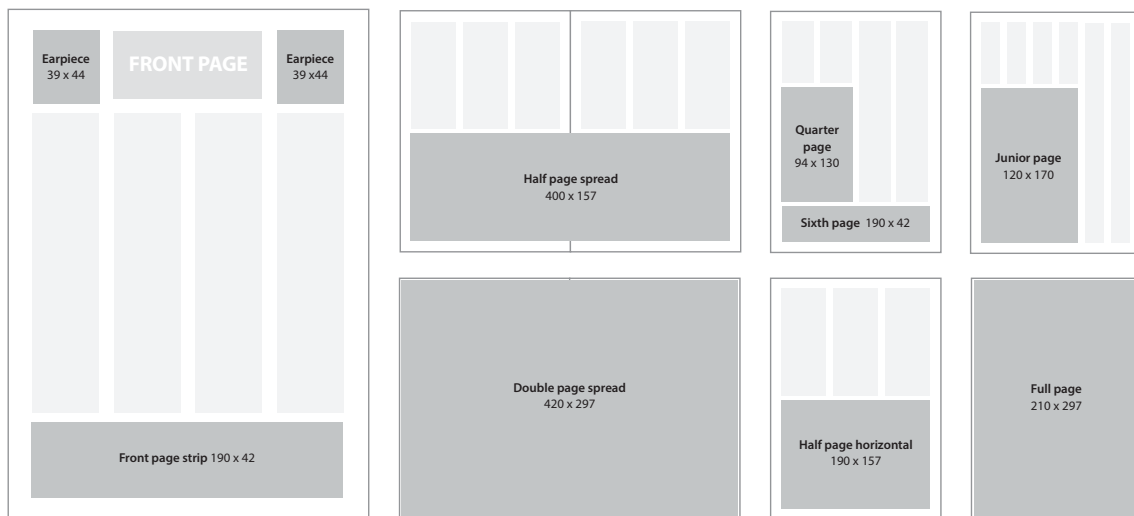 Earpiece
39 x 44
FRONT PAGE
Earpiece
39 x44
Front page strip 190 x 42
Half page spread
400 x 157
Quarter
page
94 x 130
Sixth page 190 x 42
Junior page
120 x 170
Double page spread
420 x 297
Half page horizontal
190 x 157
Full page
210 x 297